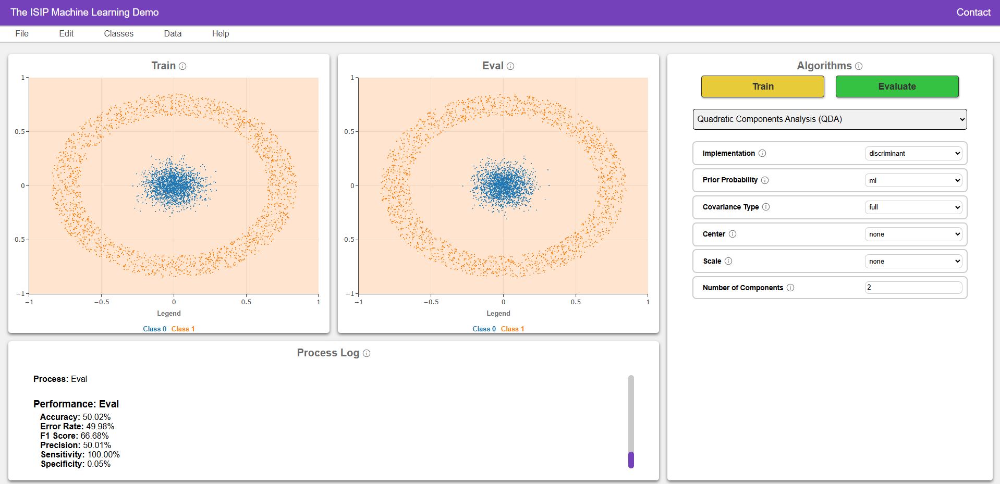 The ISIP Machine Learning Demo
Contact
File Edit Classes Data Help
Train
1
0.5
0
-0.5
−1
−1 −0.5 0 0.5 1
Legend
Class 0 Class 1
Eval
1
0.5
0
-0.5
−1
−1 −0.5 0 0.5 1
Legend
Class 0 Class 1
Algorithms
Train Evaluate
Quadratic Components Analysis (QDA)
Implementation discriminant
Prior Probability ml
Covariance Type full
Center none
Scale none
Number of Components 2
Process Log
Process: Eval
Performance: Eval
Accuracy: 50.02%
Error Rate: 49.98%
F1 Score: 66.68%
Precision: 50.01%
Sensitivity: 100.00%
Specificity: 0.05%